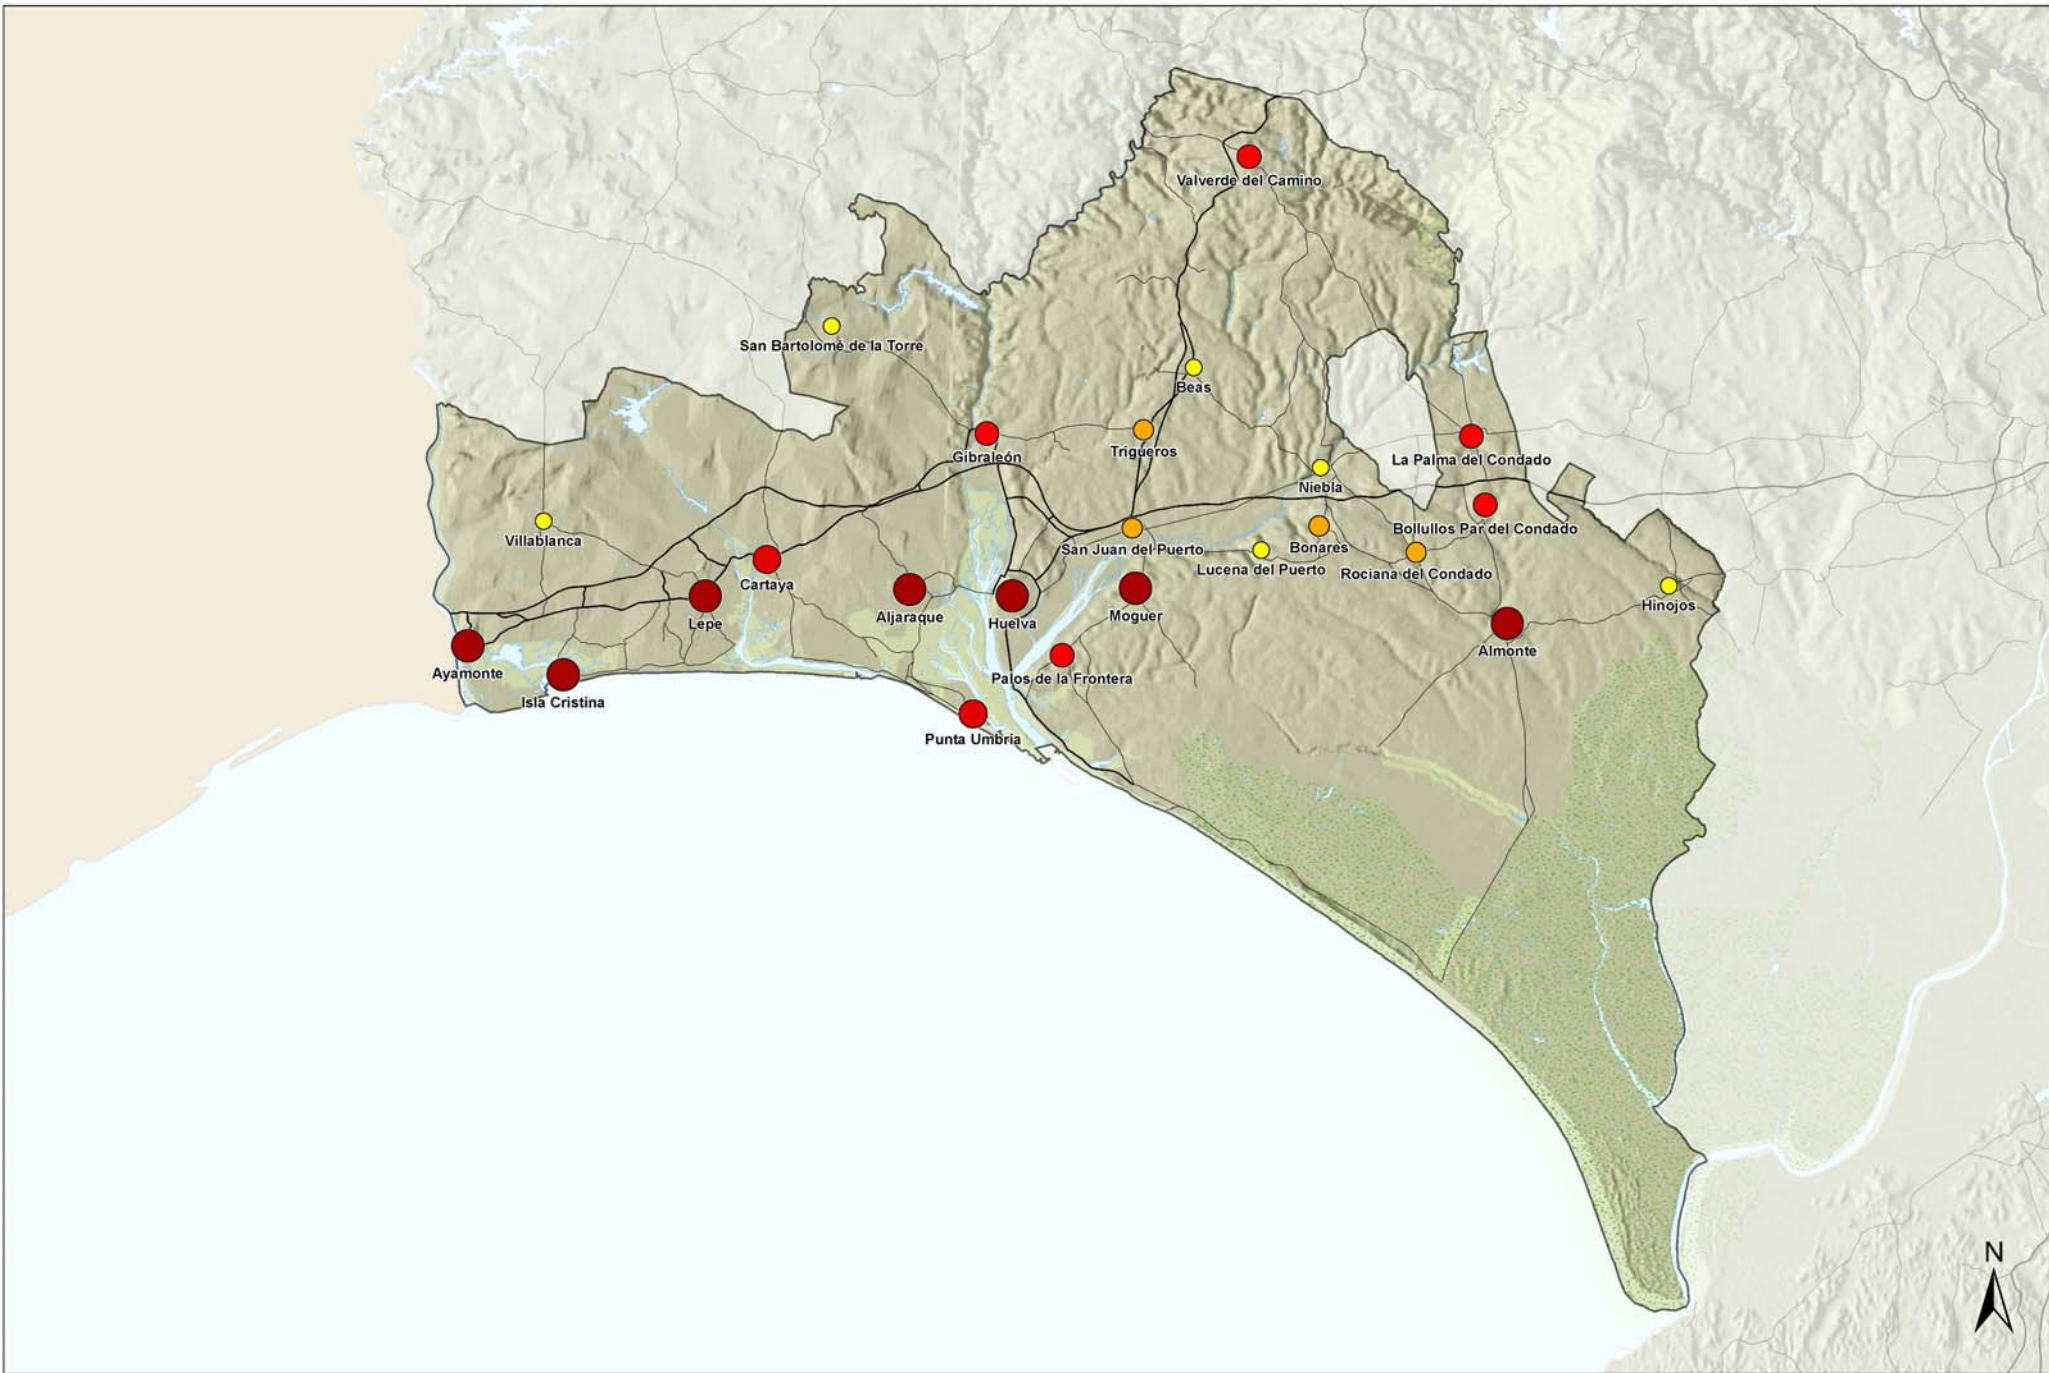 Valverde del Camino
San Bartolomé de la Torre
Beas
Gibraleón
Trigueros
La Palma del Condado
Niebla
Villablanca
San Juan del Puerto
Bonares
Bollullos Par del Condado
Lucena del Puerto
Rociana del Condado
Cartaya
Hinojos
Lepe
Aljaraque
Huelva
Moguer
Almonte
Ayamonte
Palos de la Frontera
Isla Cristina
Punta Umbría
N